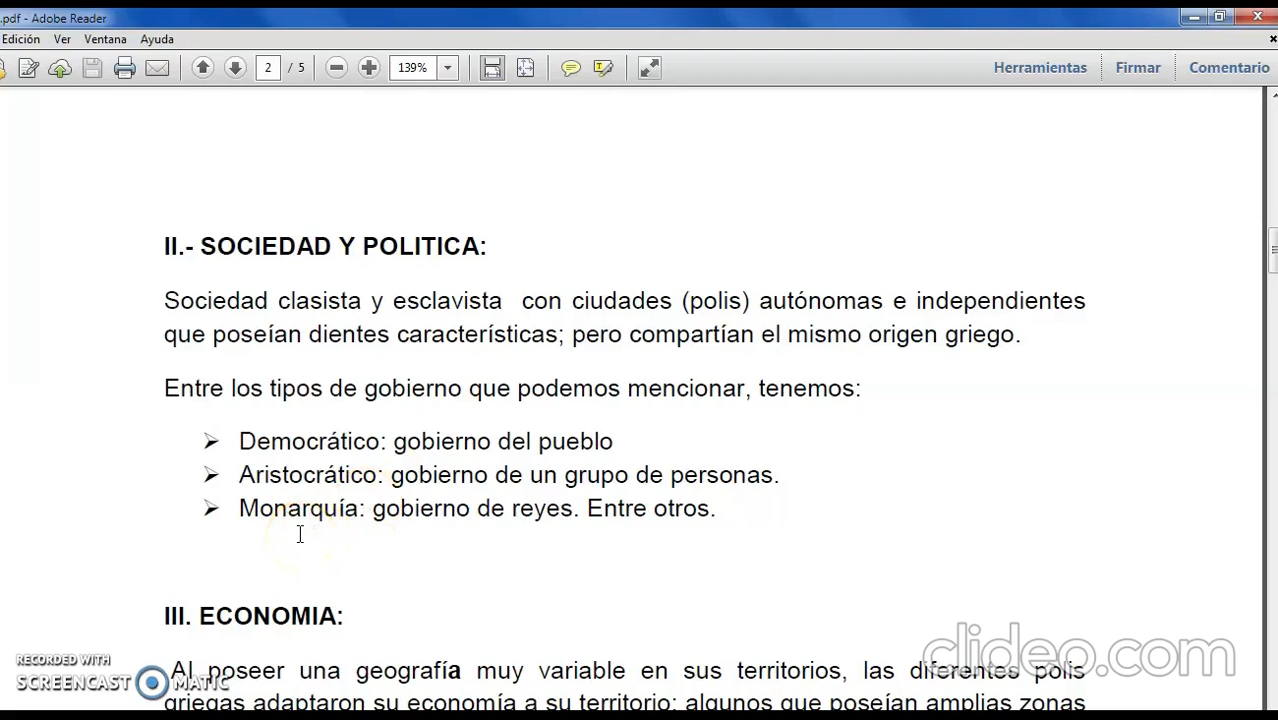 .pdf - Adobe Reader
Edición Ver Ventana Ayuda
2 / 5 139% Herramientas Firmar Comentario
II.- SOCIEDAD Y POLITICA:
Sociedad clasista y esclavista con ciudades (polis) autónomas e independientes
que poseían dientes características; pero compartían el mismo origen griego.
Entre los tipos de gobierno que podemos mencionar, tenemos:
➢ Democrático: gobierno del pueblo
➢ Aristocrático: gobierno de un grupo de personas.
➢ Monarquía: gobierno de reyes. Entre otros.
III. ECONOMIA:
Al poseer una geografía muy variable en sus territorios, las diferentes polis
griegas adaptaron su economía a su territorio; algunos que poseían amplias zonas
clideo.com
RECORDED WITH
SCREENCAST MATIC